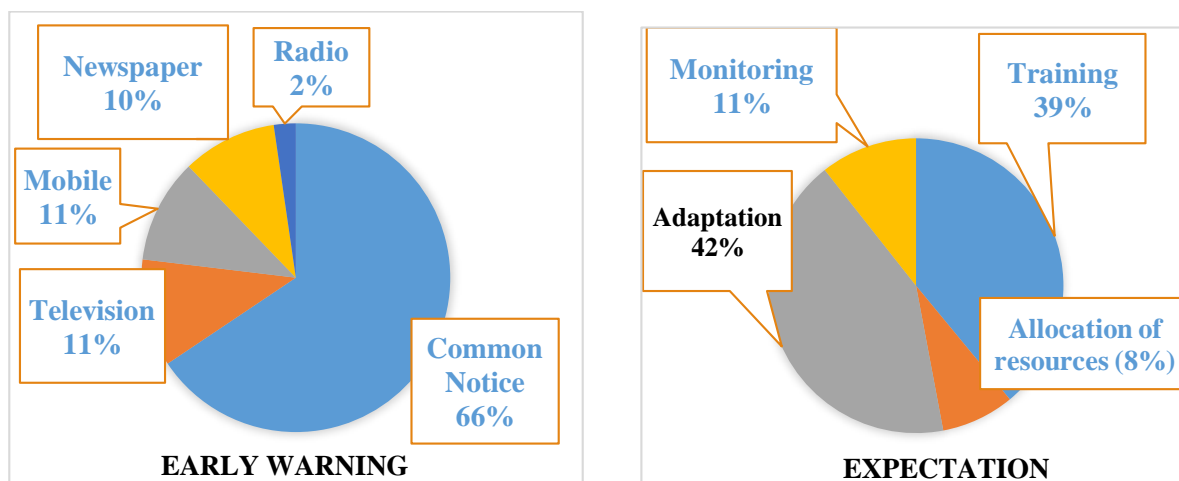 Newspaper
10%
Radio
2%
Mobile
11%
Television
11%
Common
Notice
66%
EARLY WARNING
Monitoring
11%
Training
39%
Adaptation
42%
Allocation of
resources (8%)
EXPECTATION